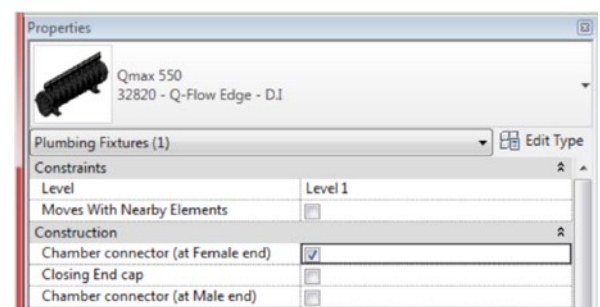 Properties
Qmax 550
32820 - Q-Flow Edge - D.I
Plumbing Fixtures (1) Edit Type
Constraints
Level Level 1
Moves With Nearby Elements
Construction
Chamber connector (at Female end)
Closing End cap
Chamber connector (at Male end)